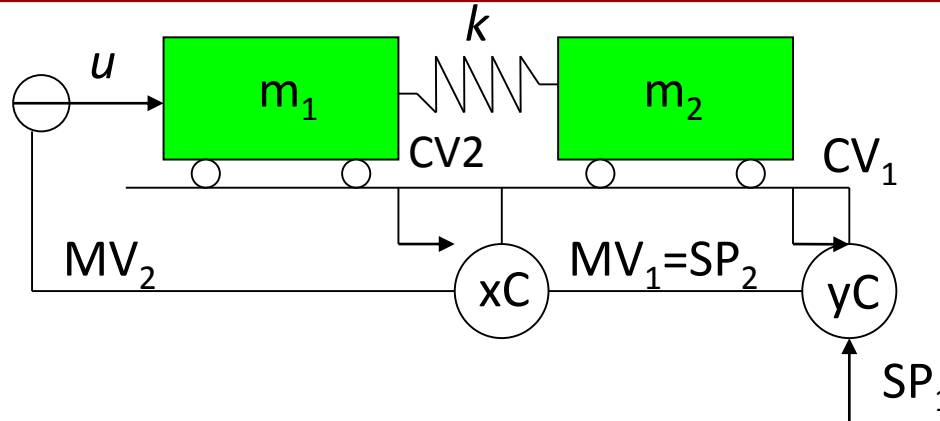 k
u
m₁
m₂
CV2
CV₁
MV₂
MV₁=SP₂
xC
yC
SP₁